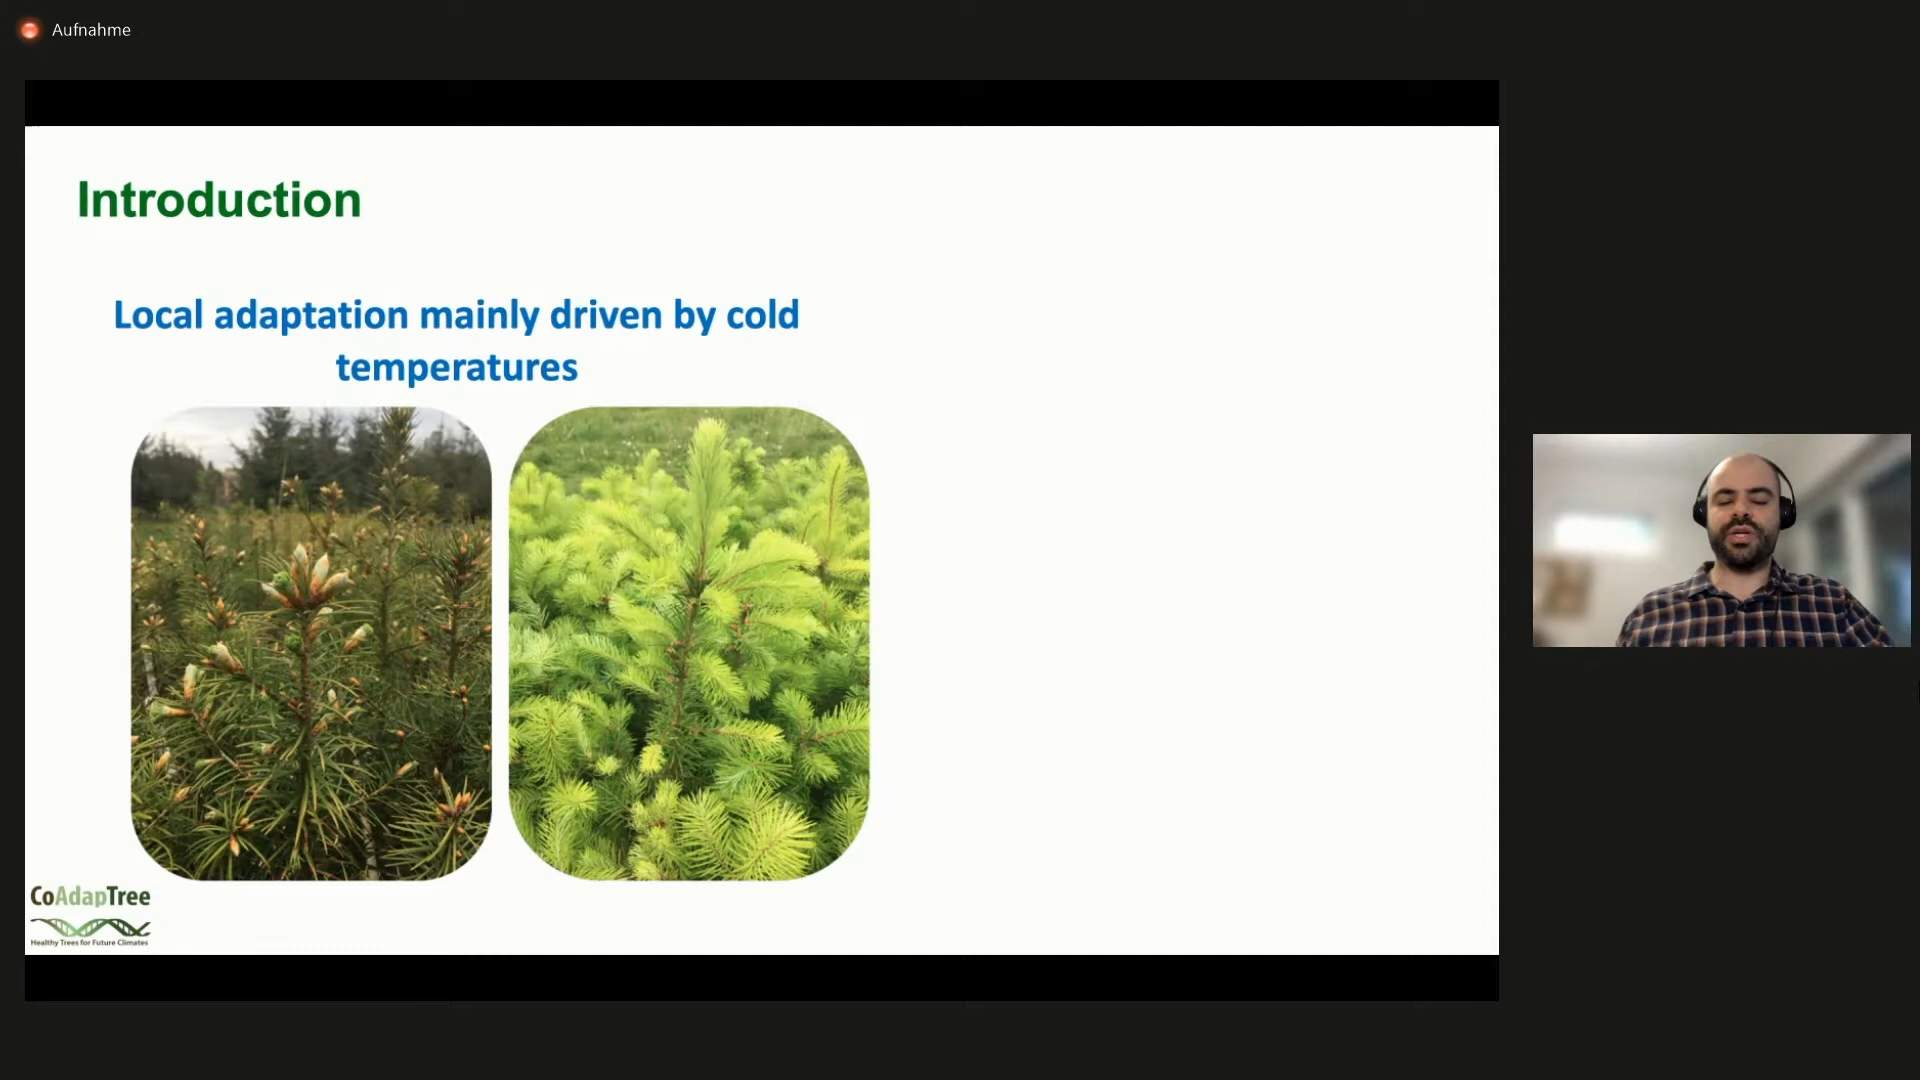 Aufnahme
Introduction
Local adaptation mainly driven by cold
temperatures
CoAdapTree
Healthy Trees for Future Climates